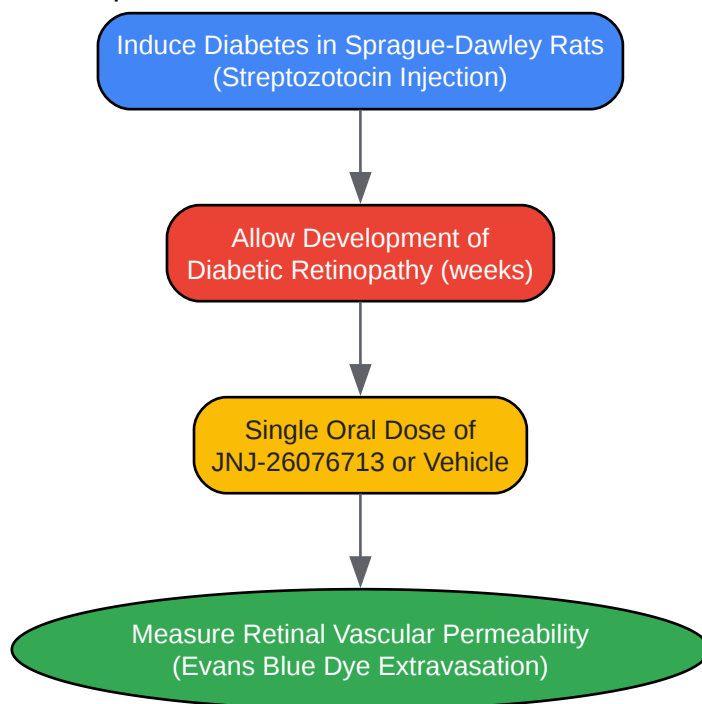 Induce Diabetes in Sprague-Dawley Rats
(Streptozotocin Injection)
Allow Development of
Diabetic Retinopathy (weeks)
Single Oral Dose of
JNJ-26076713 or Vehicle
Measure Retinal Vascular Permeability
(Evans Blue Dye Extravasation)